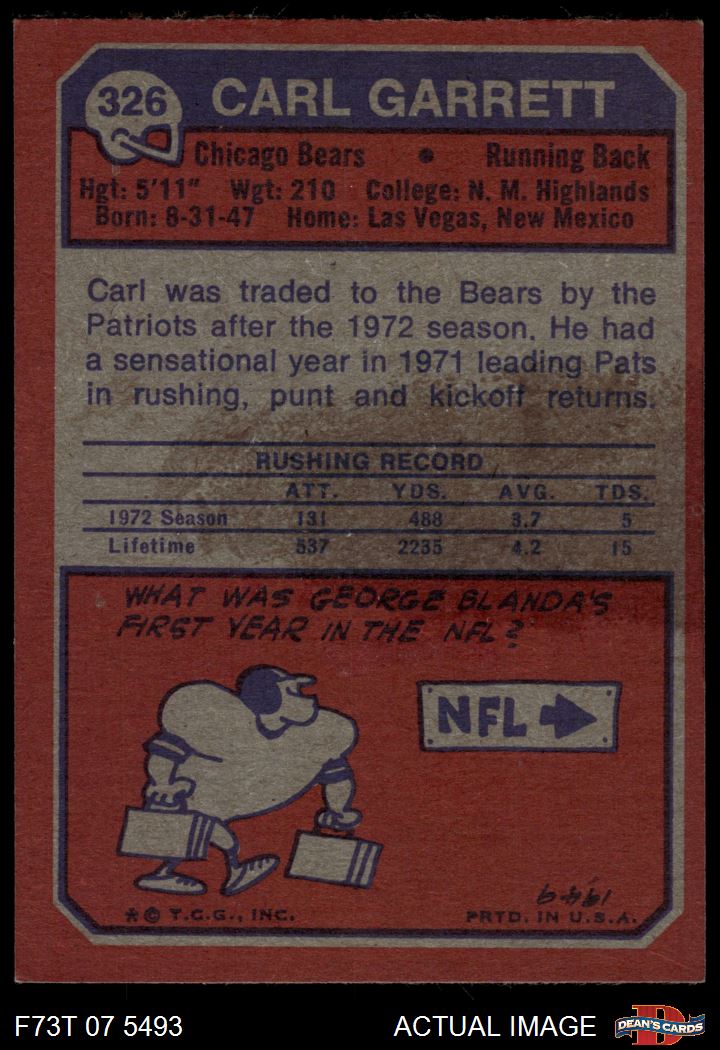 326
CARL GARRETT
Chicago Bears • Running Back
Hgt: 5'11" Wgt: 210 College: N. M. Highlands
Born: 8-31-47 Home: Las Vegas, New Mexico
Carl was traded to the Bears by the
Patriots after the 1972 season. He had
a sensational year in 1971 leading Pats
in rushing, punt and kickoff returns.
RUSHING RECORD
ATT. YDS. AVG. TDS.
1972 Season 131 488 3.7 5
Lifetime 537 2235 4.2 15
WHAT WAS GEORGE BLANDA'S
FIRST YEAR IN THE NFL?
NFL
1949
* © T.C.G., INC. PRTD. IN U.S.A.
F73T 07 5493 ACTUAL IMAGE
D
DEAN'S CARDS